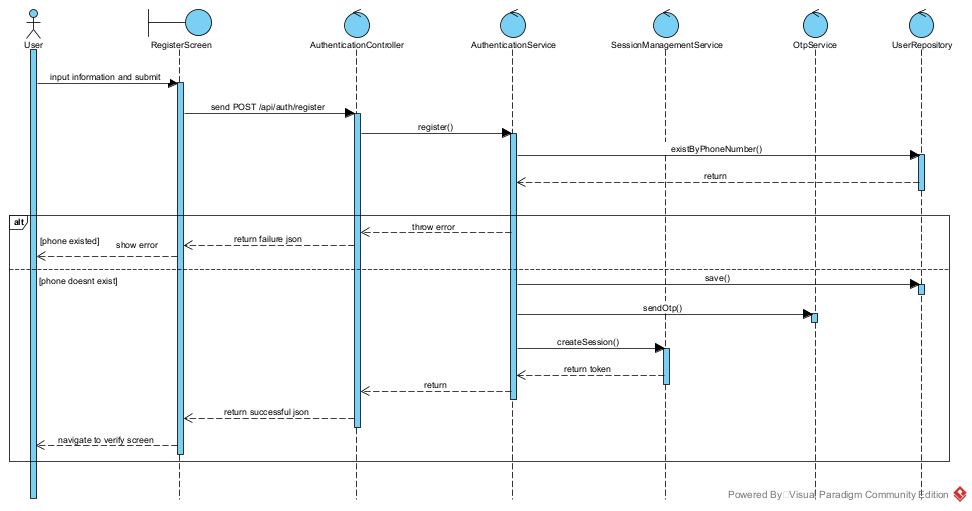 User
RegisterScreen
AuthenticationController
AuthenticationService
SessionManagementService
OtpService
UserRepository
input information and submit
send POST /api/auth/register
register()
existByPhoneNumber()
return
alt
throw error
[phone existed]
return failure json
show error
[phone doesnt exist]
save()
sendOtp()
createSession()
return token
return
return successful json
navigate to verify screen
Powered By Visual Paradigm Community Edition